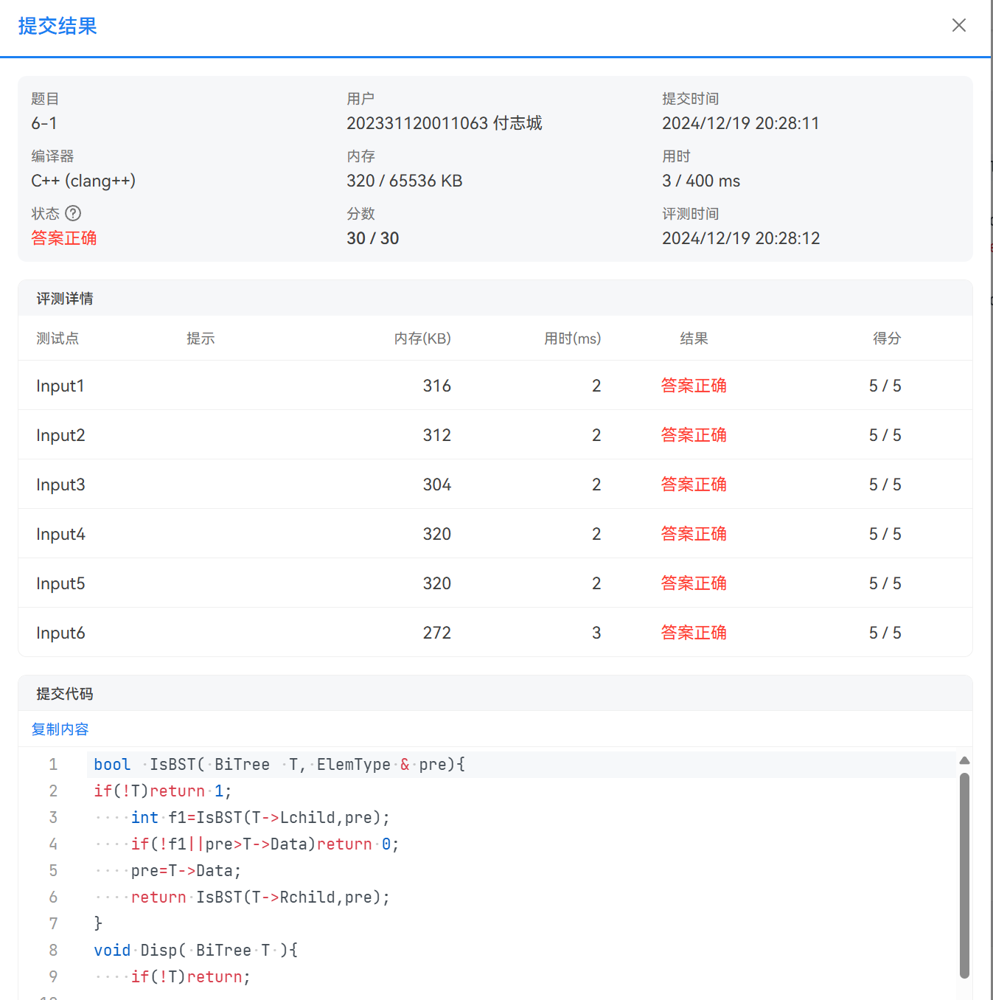 提交结果
题目 用户 提交时间
6-1 202331120011063 付志城 2024/12/19 20:28:11
编译器 内存 用时
C++ (clang++) 320 / 65536 KB 3 / 400 ms
状态 ? 分数 评测时间
答案正确 30 / 30 2024/12/19 20:28:12
评测详情
测试点 提示 内存(KB) 用时(ms) 结果 得分
Input1 316 2 答案正确 5 / 5
Input2 312 2 答案正确 5 / 5
Input3 304 2 答案正确 5 / 5
Input4 320 2 答案正确 5 / 5
Input5 320 2 答案正确 5 / 5
Input6 272 3 答案正确 5 / 5
提交代码
复制内容
1 bool  IsBST( BiTree  T, ElemType & pre){
2 if(!T)return 1;
3     int f1=IsBST(T->Lchild,pre);
4     if(!f1||pre>T->Data)return 0;
5     pre=T->Data;
6     return IsBST(T->Rchild,pre);
7 }
8 void Disp( BiTree T ){
9     if(!T)return;